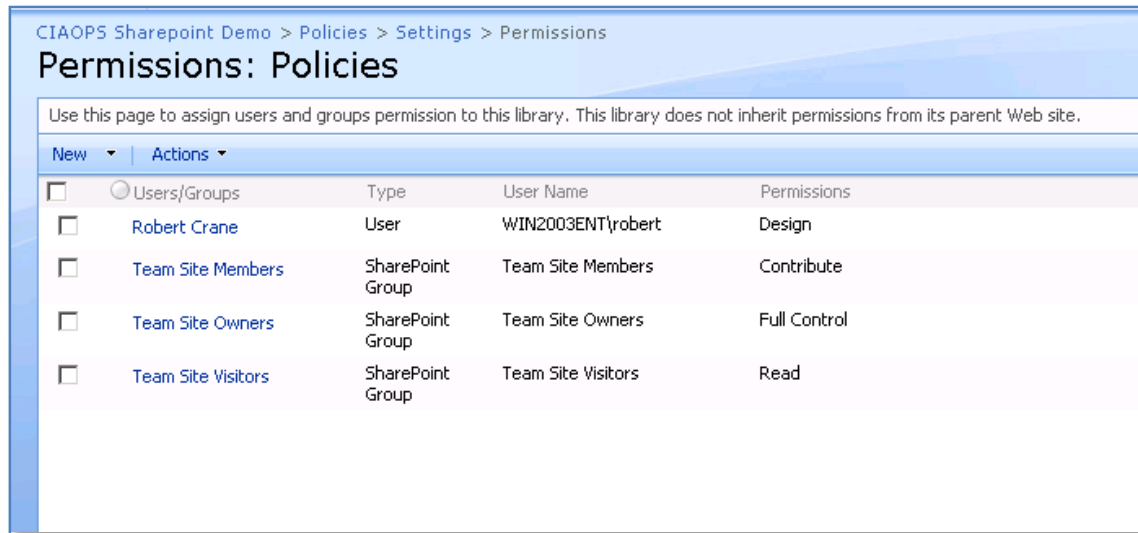 CIAOPS Sharepoint Demo > Policies > Settings > Permissions
Permissions: Policies
Use this page to assign users and groups permission to this library. This library does not inherit permissions from its parent Web site.
New Actions
Users/Groups Type User Name Permissions
Robert Crane User WIN2003ENT\robert Design
Team Site Members SharePoint Group Team Site Members Contribute
Team Site Owners SharePoint Group Team Site Owners Full Control
Team Site Visitors SharePoint Group Team Site Visitors Read